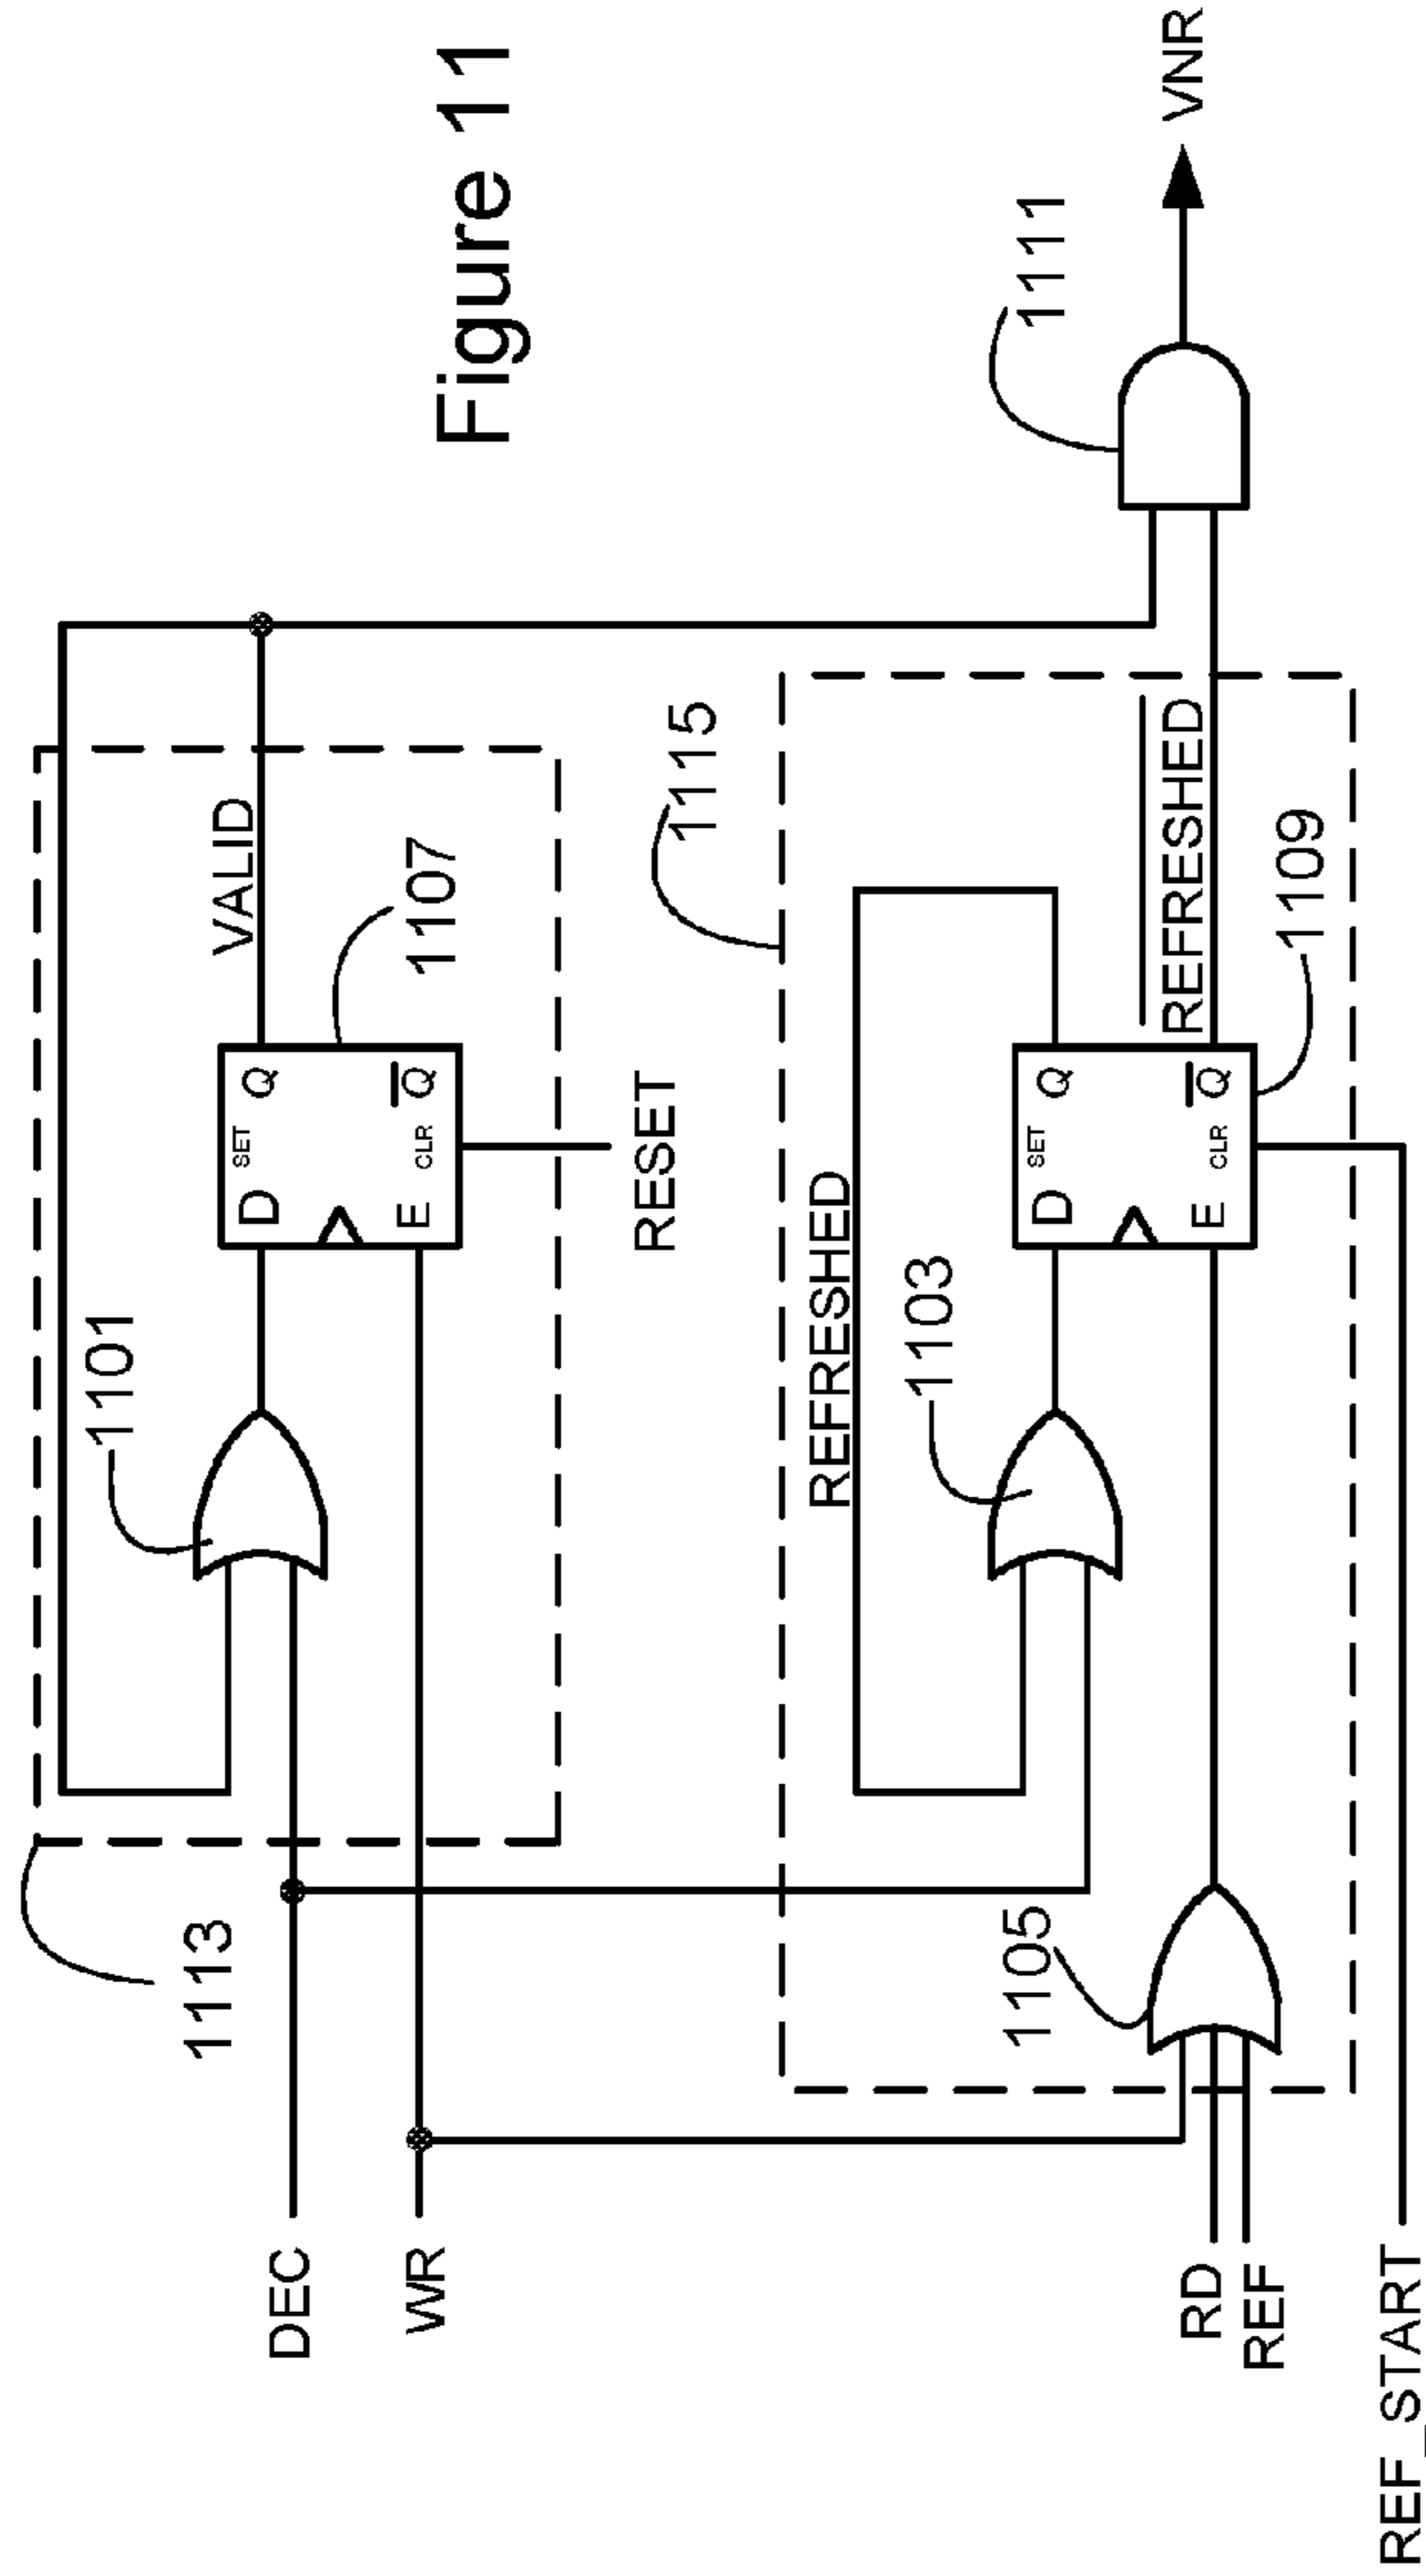 Figure 11
1113
1101
VALID
D
SET
Q
E
CLR
Q
1107
RESET
DEC
WR
1115
REFRESHED
1103
D
SET
Q
E
CLR
Q
REFRESHED
1109
1105
RD
REF
REF_START
1111
VNR